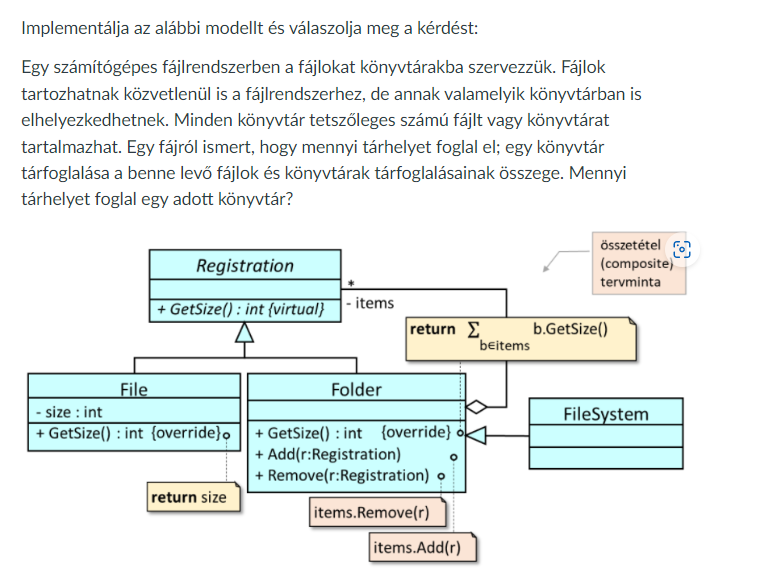 Implementálja az alábbi modellt és válaszolja meg a kérdést:
Egy számítógépes fájlrendszerben a fájlokat könyvtárakba szervezzük. Fájlok
tartozhatnak közvetlenül is a fájlrendszerhez, de annak valamelyik könyvtárban is
elhelyezkedhetnek. Minden könyvtár tetszőleges számú fájlt vagy könyvtárat
tartalmazhat. Egy fájlról ismert, hogy mennyi tárhelyet foglal el; egy könyvtár
tárfoglalása a benne levő fájlok és könyvtárak tárfoglalásainak összege. Mennyi
tárhelyet foglal egy adott könyvtár?
összetétel
(composite)
tervminta
Registration
+ GetSize() : int {virtual}
*
- items
return Σ b.GetSize()
b∈items
File
- size : int
+ GetSize() : int {override}
return size
Folder
+ GetSize() : int {override}
+ Add(r:Registration)
+ Remove(r:Registration)
FileSystem
items.Remove(r)
items.Add(r)